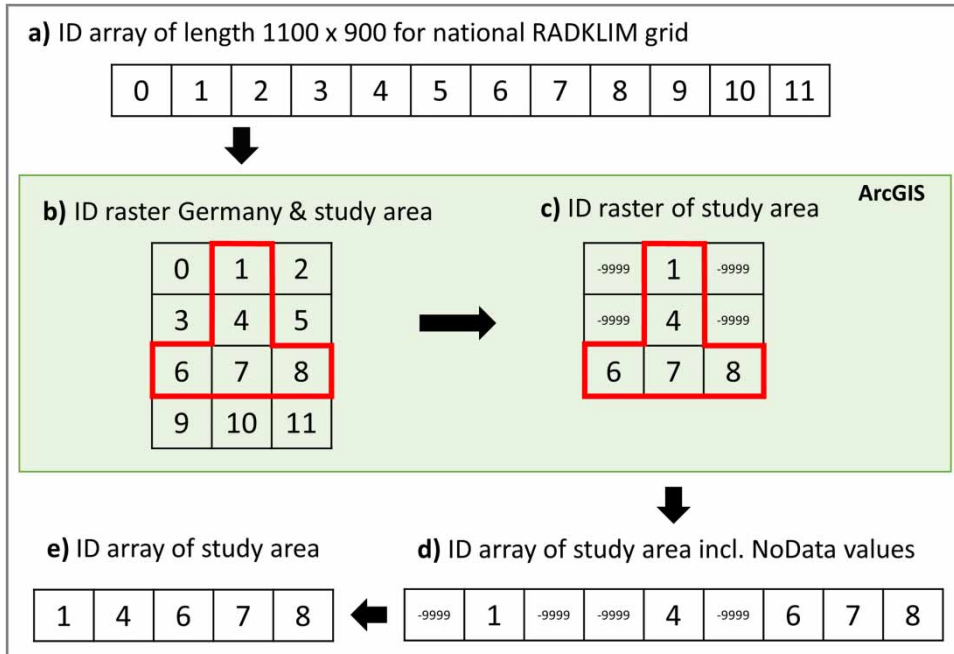 a) ID array of length 1100 x 900 for national RADKLIM grid
0 1 2 3 4 5 6 7 8 9 10 11
ArcGIS
b) ID raster Germany & study area
0 1 2
3 4 5
6 7 8
9 10 11
c) ID raster of study area
-9999 1 -9999
-9999 4 -9999
6 7 8
d) ID array of study area incl. NoData values
-9999 1 -9999 -9999 4 -9999 6 7 8
e) ID array of study area
1 4 6 7 8